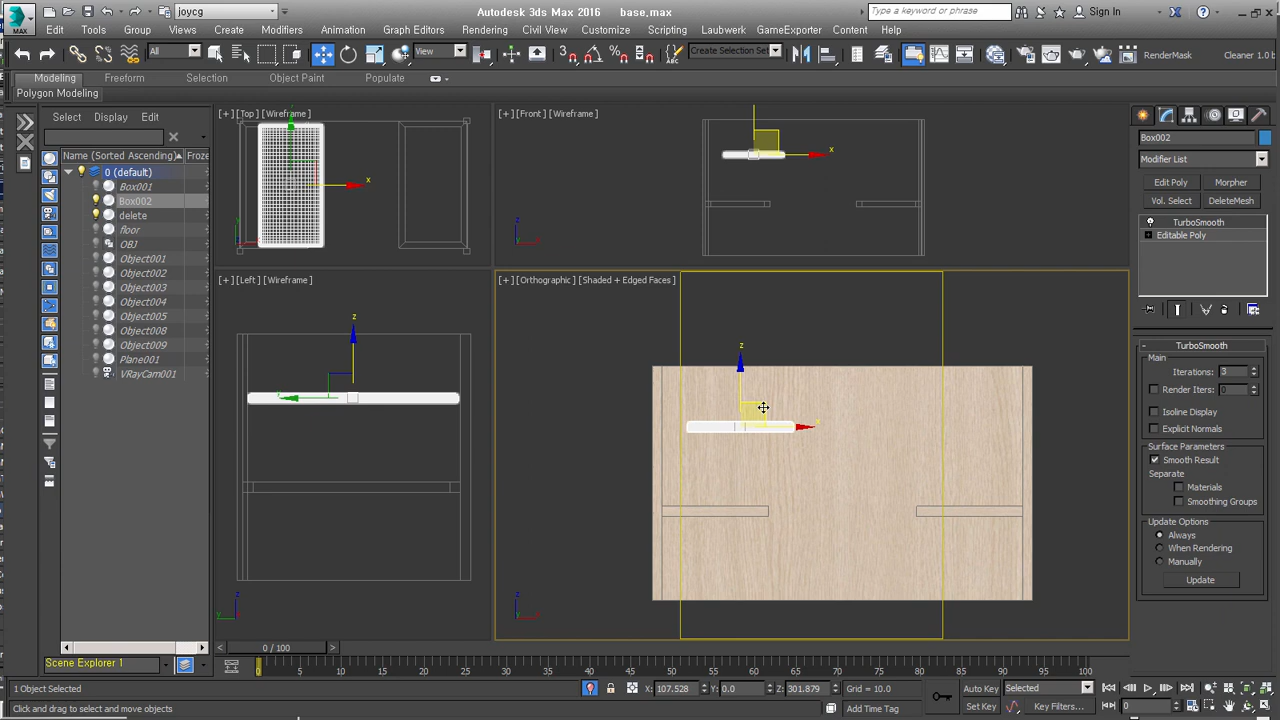 joycg
Autodesk 3ds Max 2016    base.max
Type a keyword or phrase
Sign In
MAX
Edit Tools Group Views Create Modifiers Animation Graph Editors Rendering Civil View Customize Scripting Laubwerk GameExporter Content Help
All
View
Create Selection Set
RenderMask
Cleaner 1.0 b
Modeling Freeform Selection Object Paint Populate
Polygon Modeling
Select Display Edit
Name (Sorted Ascending) Froze
0 (default)
Box001
Box002
delete
floor
OBJ
Object001
Object002
Object003
Object004
Object005
Object008
Object009
Plane001
VRayCam001
Scene Explorer 1
[+] [Top] [Wireframe]
x
[+] [Front] [Wireframe]
x
z
[+] [Left] [Wireframe]
z
z
y
[+] [Orthographic] [Shaded + Edged Faces]
z
x
z
Box002
Modifier List
Edit Poly Morpher
Vol. Select DeleteMesh
TurboSmooth
Editable Poly
TurboSmooth
Main
Iterations: 3
Render Iters: 0
Isoline Display
Explicit Normals
Surface Parameters
Smooth Result
Separate
Materials
Smoothing Groups
Update Options
Always
When Rendering
Manually
Update
0 / 100
0 5 10 15 20 25 30 35 40 45 50 55 60 65 70 75 80 85 90 95 100
1 Object Selected
X: 107.528 Y: 0.0 Z: 301.879 Grid = 10.0
Auto Key Selected
Click and drag to select and move objects
Add Time Tag
Set Key Key Filters... 0